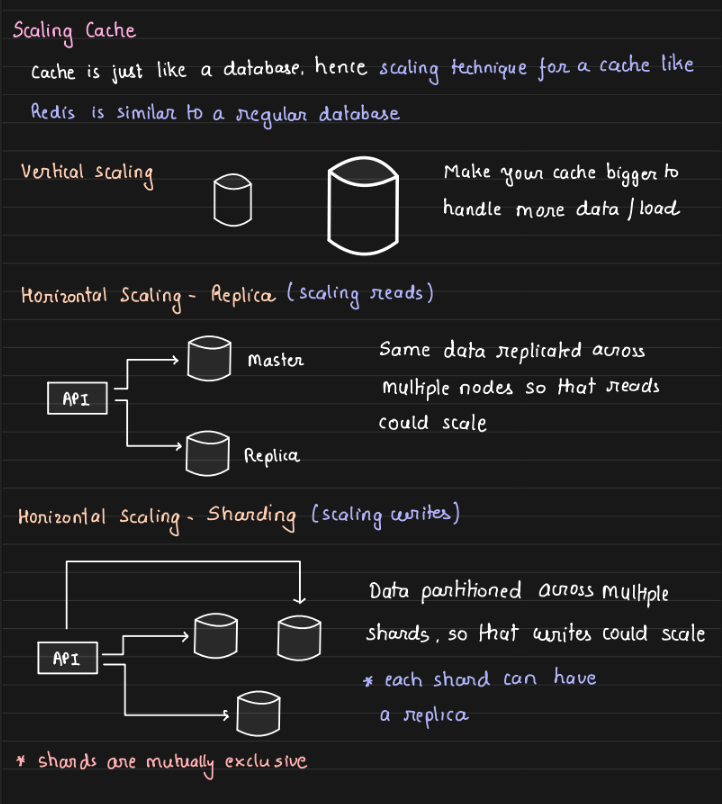 Scaling Cache
Cache is just like a database, hence scaling technique for a cache like
Redis is similar to a regular database
Vertical scaling
Make your cache bigger to
handle more data / load
Horizontal Scaling - Replica (scaling reads)
Master
API
Replica
Same data replicated across
multiple nodes so that reads
could scale
Horizontal Scaling - Sharding (scaling writes)
API
Data partitioned across multiple
shards, so that writes could scale
* each shard can have
a replica
* shards are mutually exclusive